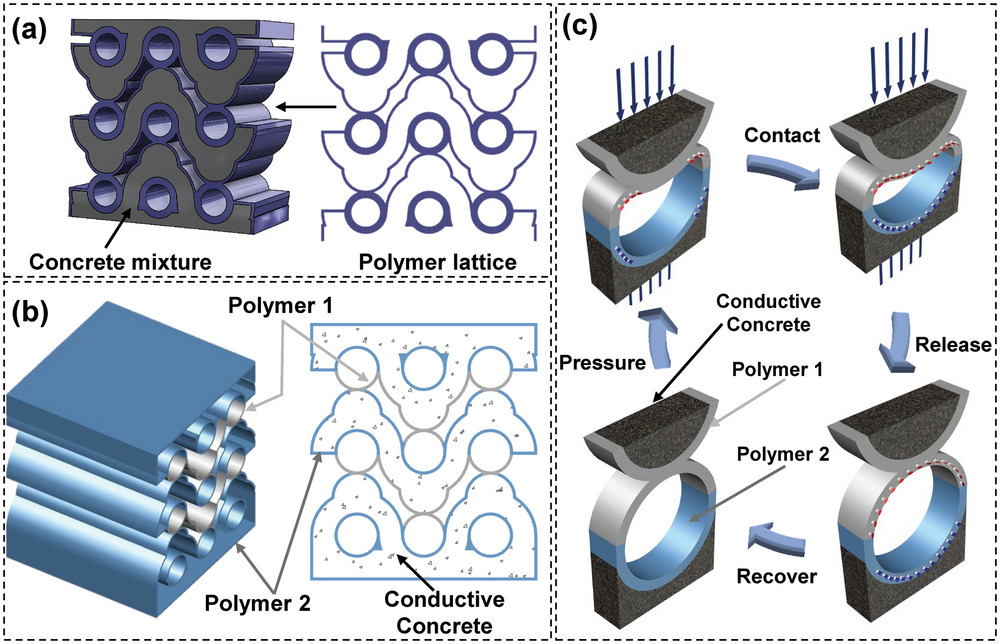 (a)
Concrete mixture
Polymer lattice
(b)
Polymer 1
Polymer 2
Conductive
Concrete
(c)
Contact
Conductive
Concrete
Pressure
Release
Polymer 1
Polymer 2
Recover